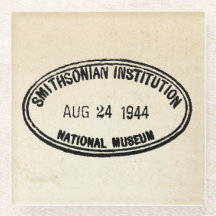 SMITHSONIAN INSTITUTION
AUG 24 1944
NATIONAL MUSEUM